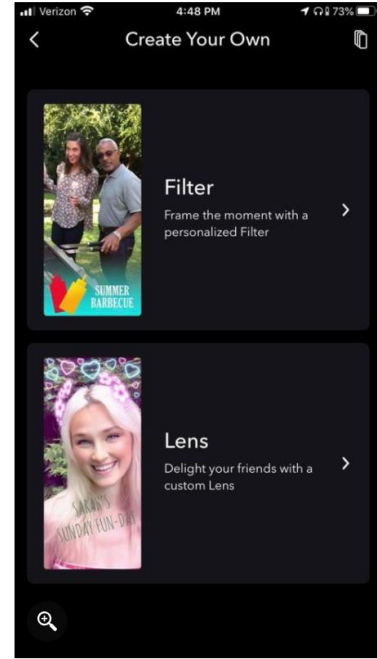 Verizon 4:48 PM 73%
Create Your Own
Filter
Frame the moment with a
personalized Filter
SUMMER
BARBECUE
Lens
Delight your friends with a
custom Lens
SARAH'S
SUNDAY FUN-DAY